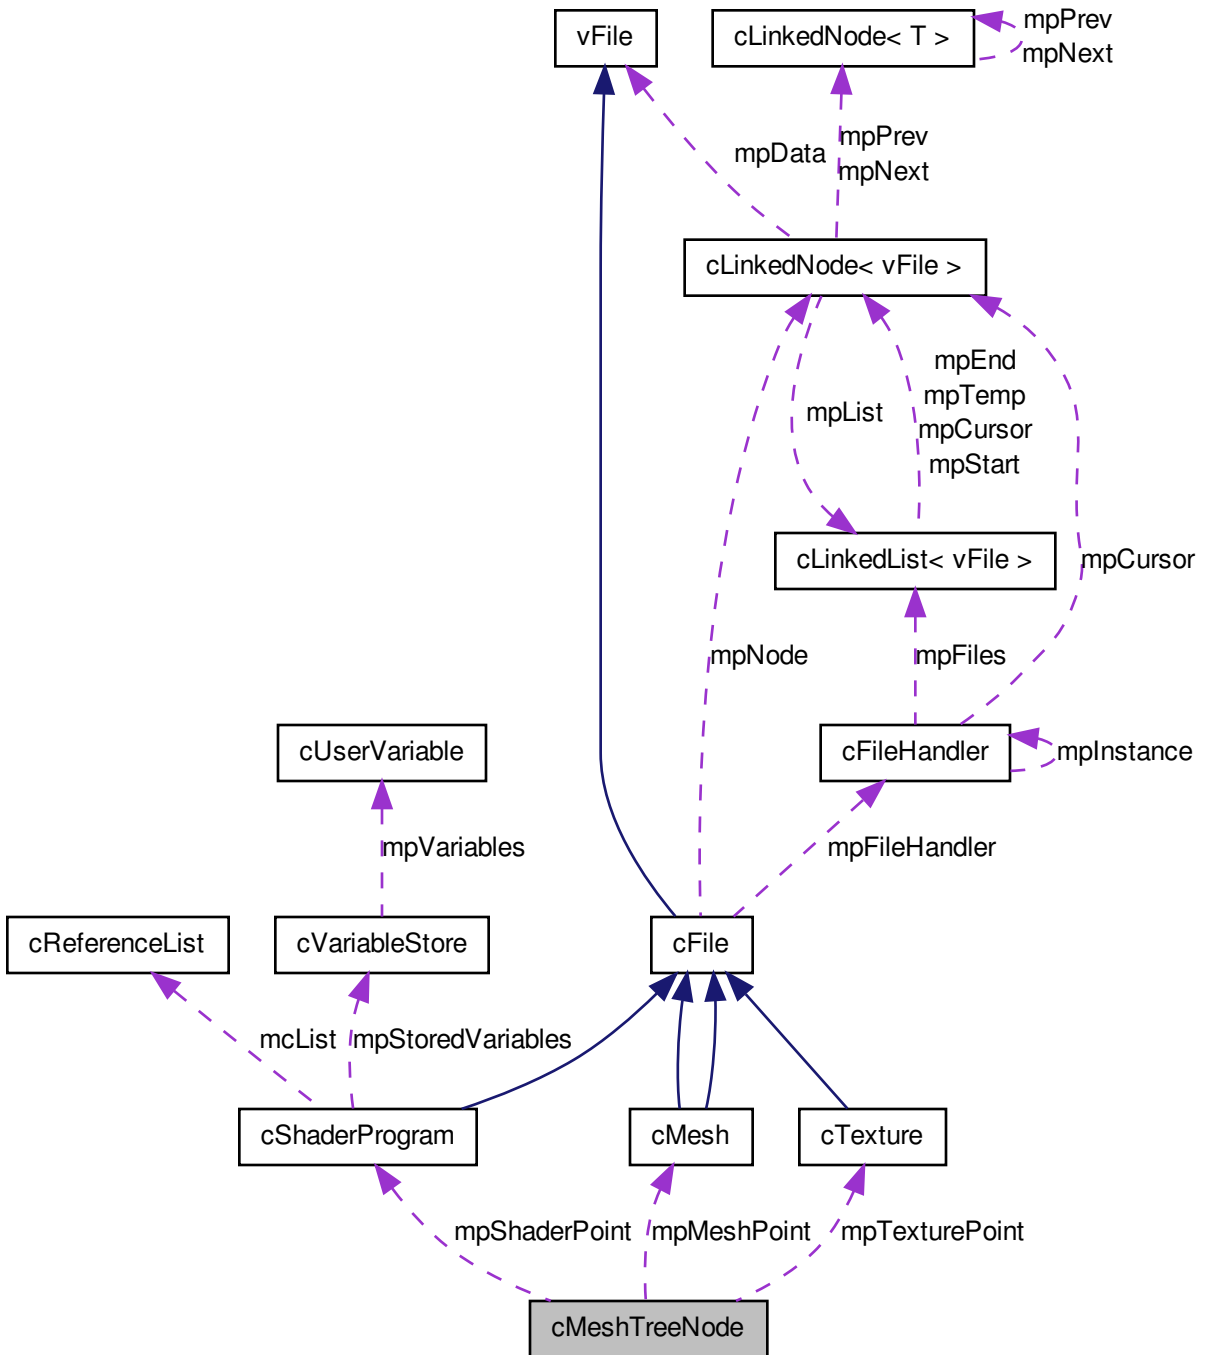 vFile
cLinkedNode< T >
mpPrev
mpNext
mpData
mpPrev
mpNext
cLinkedNode< vFile >
mpList
mpEnd
mpTemp
mpCursor
mpStart
cLinkedList< vFile >
mpCursor
mpNode
mpFiles
cUserVariable
cFileHandler
mpInstance
mpVariables
mpFileHandler
cReferenceList
cVariableStore
cFile
mcList
mpStoredVariables
cShaderProgram
cMesh
cTexture
mpShaderPoint
mpMeshPoint
mpTexturePoint
cMeshTreeNode